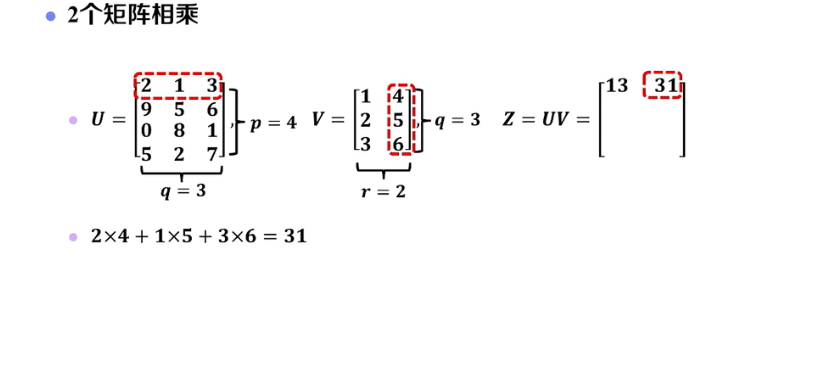 2个矩阵相乘
U = [2 1 3
9 5 6
0 8 1
5 2 7], p = 4
q = 3
V = [1 4
2 5
3 6], q = 3
r = 2
Z = UV = [13 31]
2×4 + 1×5 + 3×6 = 31